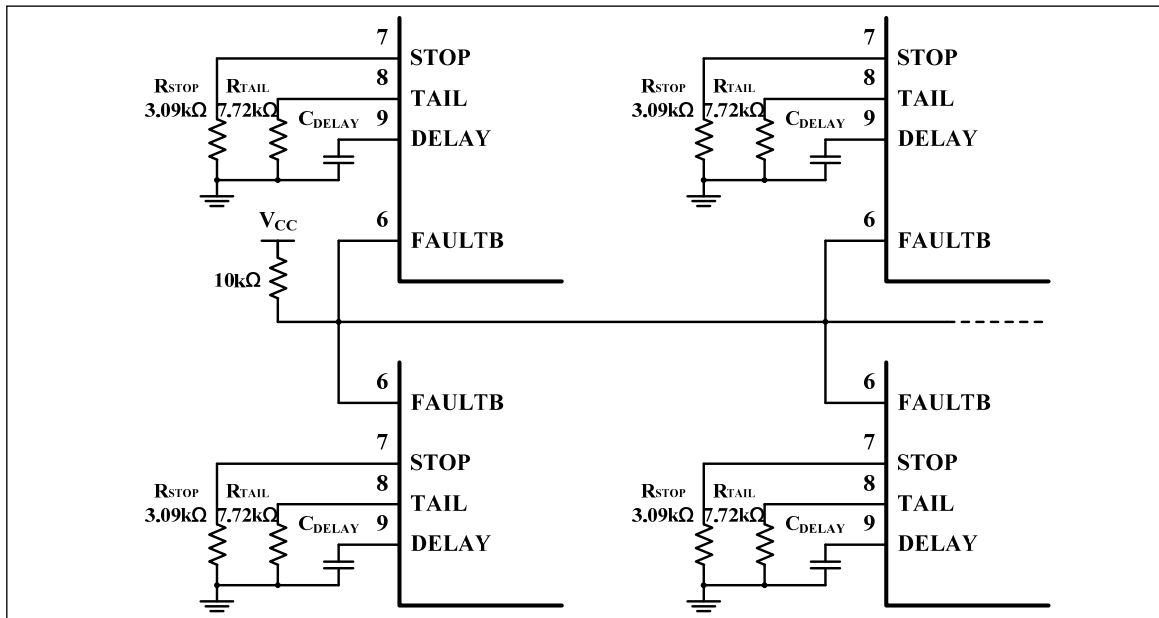 7
STOP
RSTOP RTAIL
3.09kΩ 7.72kΩ
8
TAIL
CDELAY
9
DELAY
VCC
6
FAULTB
10kΩ
7
STOP
RSTOP RTAIL
3.09kΩ 7.72kΩ
8
TAIL
CDELAY
9
DELAY
6
FAULTB
6
FAULTB
7
STOP
RSTOP RTAIL
3.09kΩ 7.72kΩ
8
TAIL
CDELAY
9
DELAY
6
FAULTB
7
STOP
RSTOP RTAIL
3.09kΩ 7.72kΩ
8
TAIL
CDELAY
9
DELAY